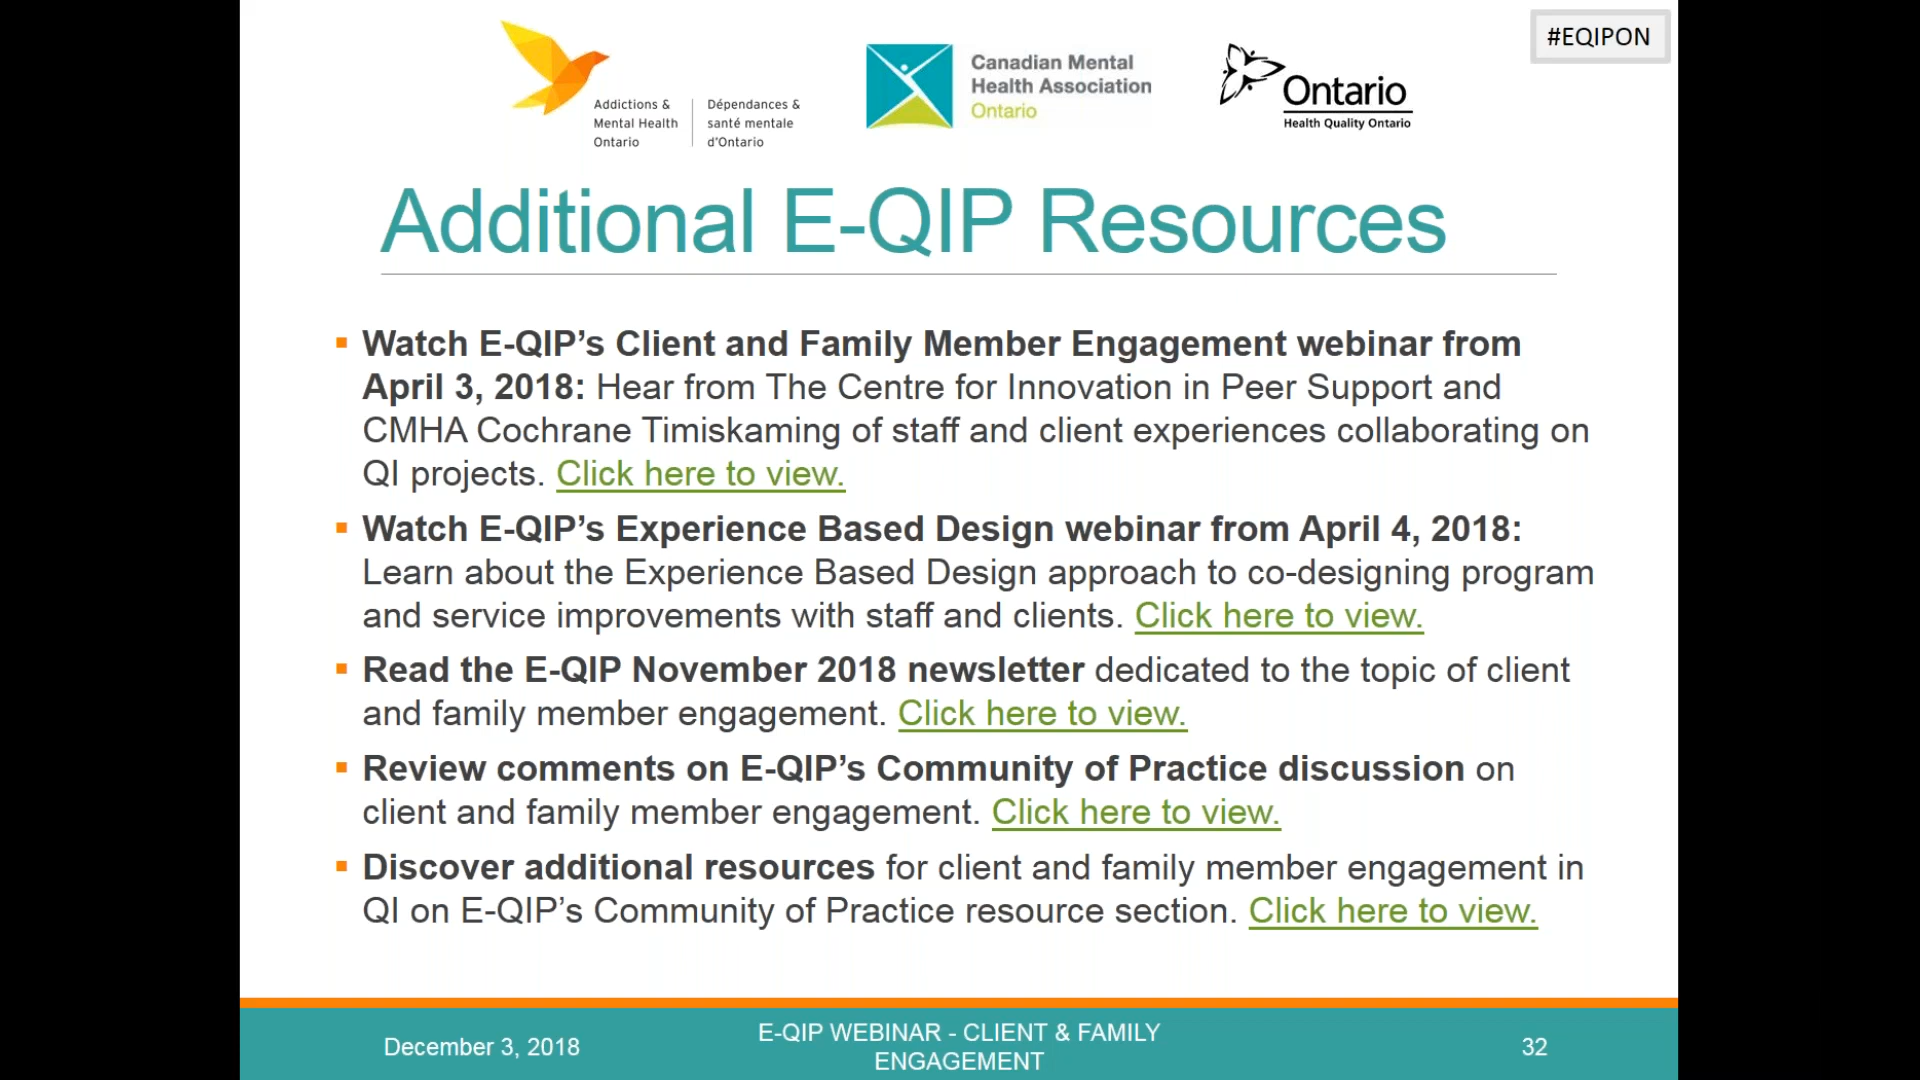 #EQIPON
Addictions &
Mental Health
Ontario
Dépendances &
santé mentale
d'Ontario
Canadian Mental
Health Association
Ontario
Ontario
Health Quality Ontario
Additional E-QIP Resources
▪ Watch E-QIP’s Client and Family Member Engagement webinar from
April 3, 2018: Hear from The Centre for Innovation in Peer Support and
CMHA Cochrane Timiskaming of staff and client experiences collaborating on
QI projects. Click here to view.
▪ Watch E-QIP’s Experience Based Design webinar from April 4, 2018:
Learn about the Experience Based Design approach to co-designing program
and service improvements with staff and clients. Click here to view.
▪ Read the E-QIP November 2018 newsletter dedicated to the topic of client
and family member engagement. Click here to view.
▪ Review comments on E-QIP’s Community of Practice discussion on
client and family member engagement. Click here to view.
▪ Discover additional resources for client and family member engagement in
QI on E-QIP’s Community of Practice resource section. Click here to view.
December 3, 2018
E-QIP WEBINAR - CLIENT & FAMILY
ENGAGEMENT
32